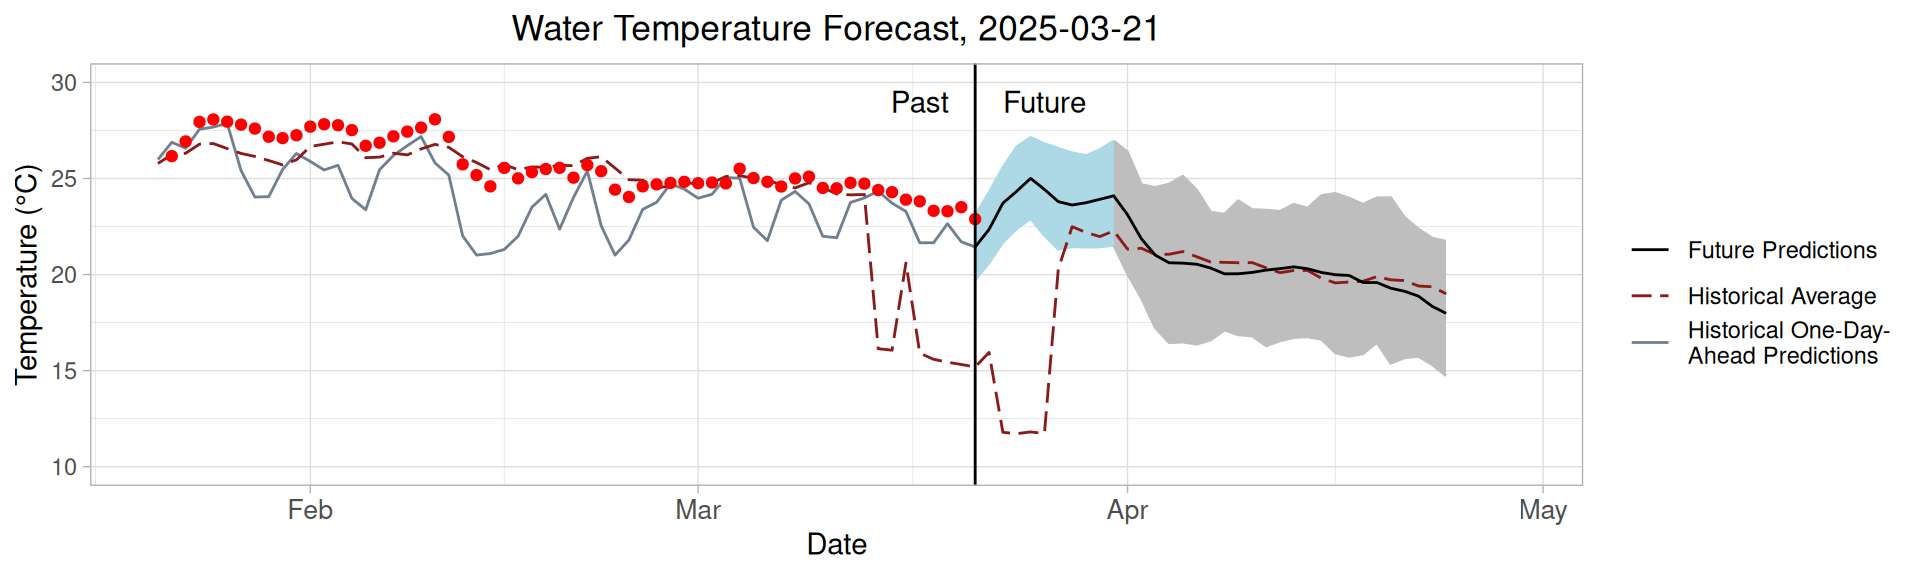 Water Temperature Forecast, 2025-03-21
Past
Future
30
25
20
15
10
Temperature (°C)
Feb
Mar
Apr
May
Date
Future Predictions
Historical Average
Historical One-Day-
Ahead Predictions